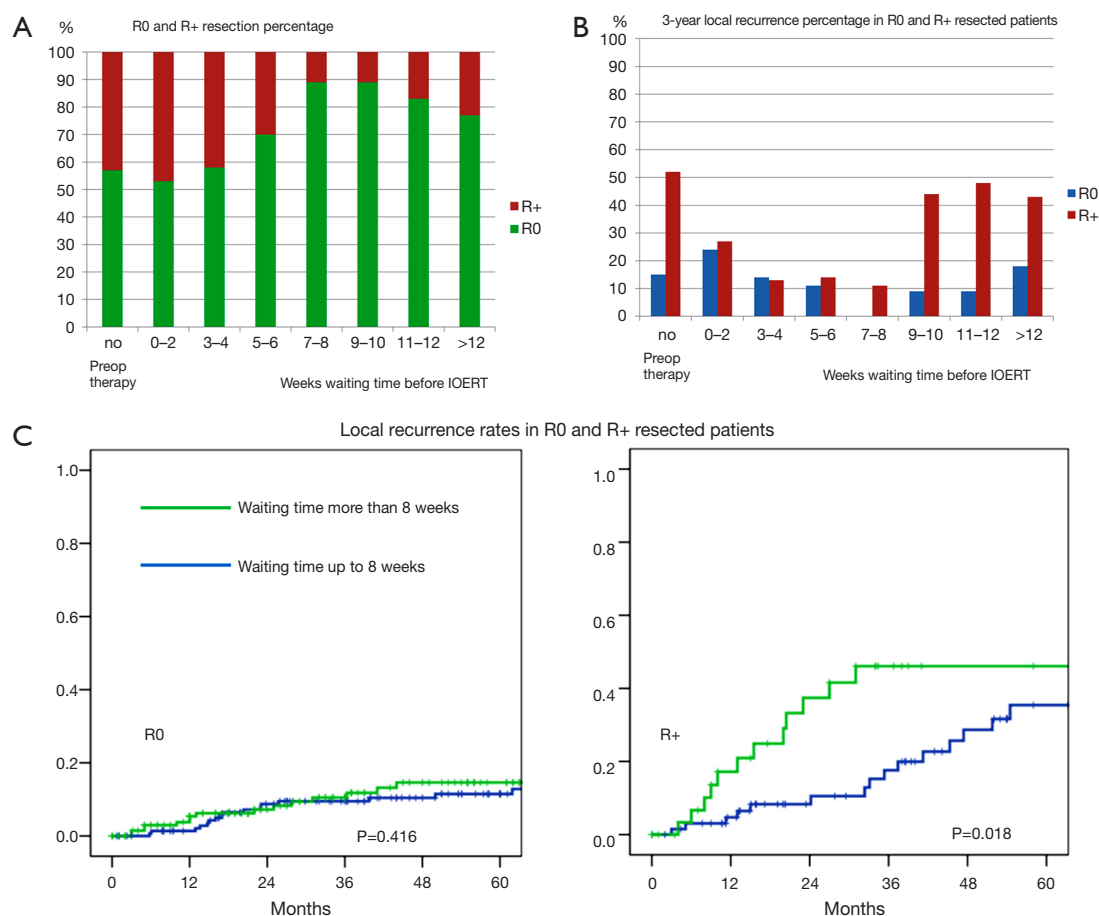 A
%
R0 and R+ resection percentage
100
90
80
70
60
50
40
30
20
10
0
no
0–2
3–4
5–6
7–8
9–10
11–12
>12
Preop
therapy
Weeks waiting time before IOERT
R+
R0
B
%
3-year local recurrence percentage in R0 and R+ resected patients
100
90
80
70
60
50
40
30
20
10
0
no
0–2
3–4
5–6
7–8
9–10
11–12
>12
Preop
therapy
Weeks waiting time before IOERT
R0
R+
C
Local recurrence rates in R0 and R+ resected patients
1.0
0.8
0.6
0.4
0.2
0.0
Waiting time more than 8 weeks
Waiting time up to 8 weeks
R0
P=0.416
0
12
24
36
48
60
Months
1.0
0.8
0.6
0.4
0.2
0.0
R+
P=0.018
0
12
24
36
48
60
Months